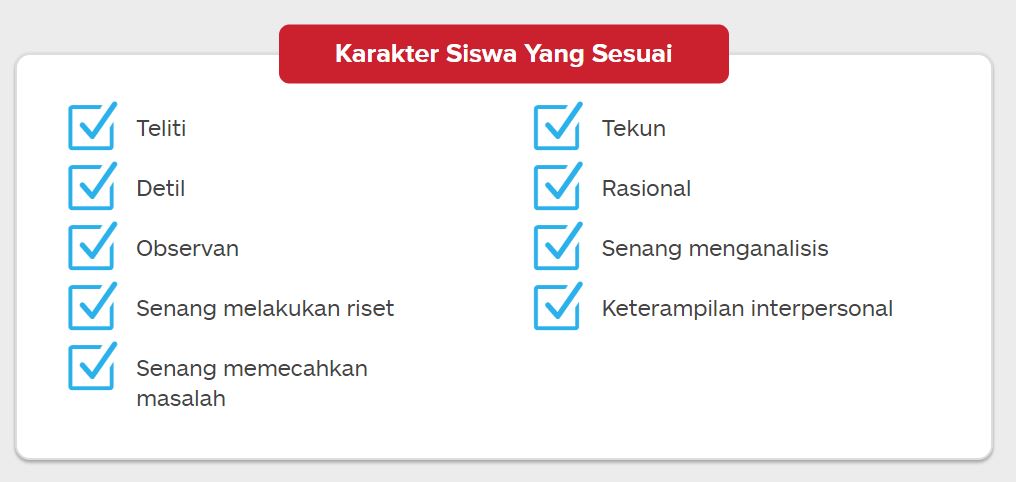 Karakter Siswa Yang Sesuai
Teliti
Detil
Observan
Senang melakukan riset
Senang memecahkan
masalah
Tekun
Rasional
Senang menganalisis
Keterampilan interpersonal